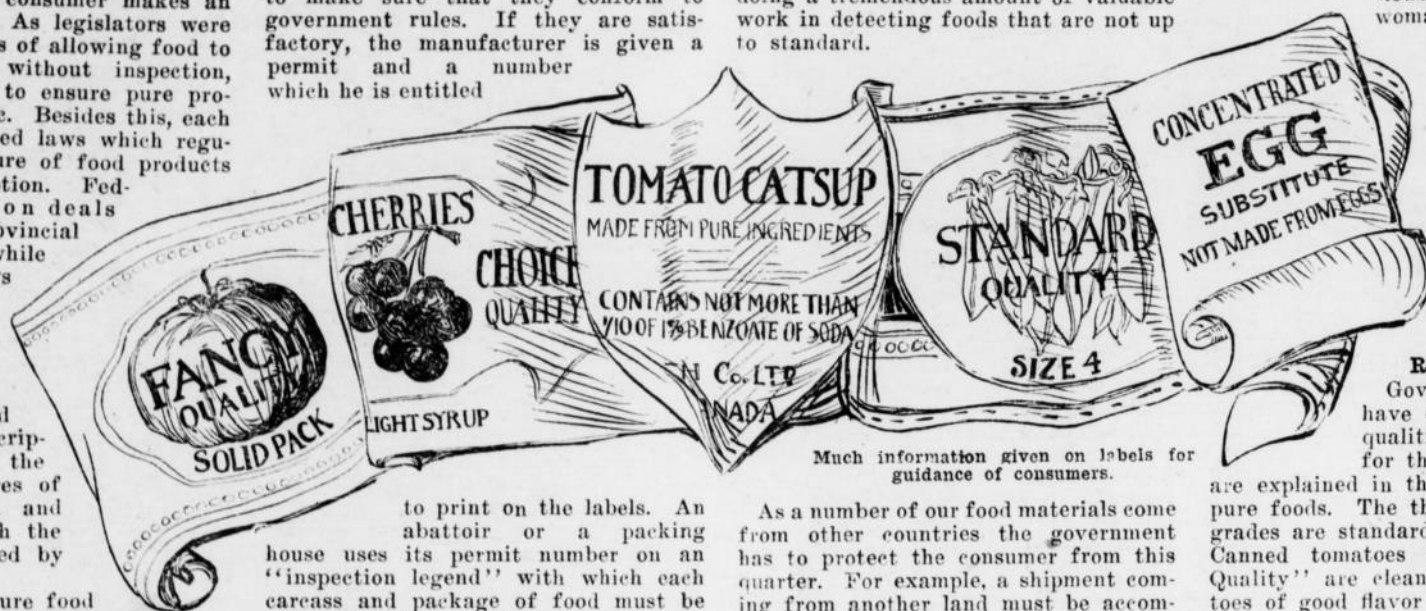 consumer makes an
As legislators were
s of allowing food to
without inspection,
to ensure pure pro-
Besides this, each
ed laws which regu-
ure of food products
tion. Fed-
on deals
ovincial
while
to make sure that they conform to
government rules. If they are satis-
factory, the manufacturer is given a
permit and a number
which he is entitled
doing a tremendous amount of valuable
work in detecting foods that are not up
to standard.
FANCY
QUALITY
SOLID PACK
CHERRIES
CHOICE
QUALITY
LIGHT SYRUP
TOMATO CATSUP
MADE FROM PURE INGREDIENTS
CONTAINS NOT MORE THAN
1/10 OF 1% BENZOATE OF SODA
N Co. LTD
NADA
STANDARD
QUALITY
SIZE 4
CONCENTRATED
EGG
SUBSTITUTE
NOT MADE FROM EGGS
Much information given on labels for
guidance of consumers.
crip-
the
es of
and
h the
ed by
ure food
to print on the labels. An
abattoir or a packing
house uses its permit number on an
"inspection legend" with which each
carcass and package of food must be
As a number of our food materials come
from other countries the government
has to protect the consumer from this
quarter. For example, a shipment com-
ing from another land must be accom-
R
Gov
have
qualit
for th
are explained in th
pure foods. The th
grades are standard
Canned tomatoes
Quality" are clean
toes of good flavor